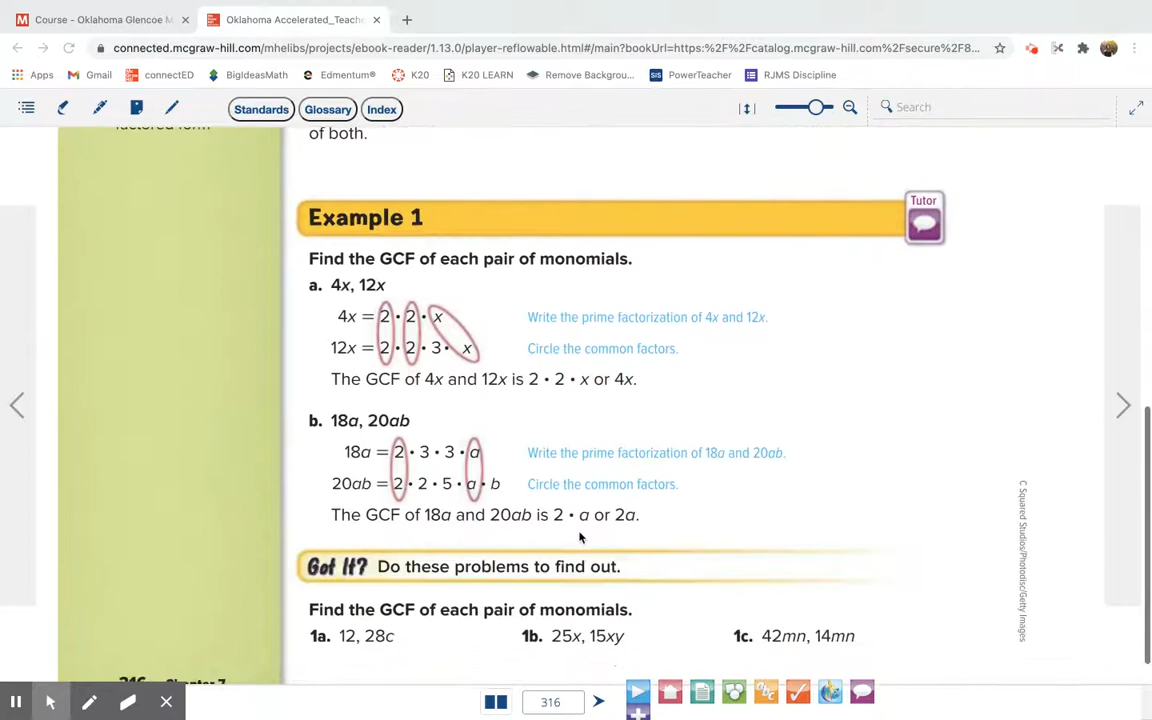 Course - Oklahoma Glencoe M
Oklahoma Accelerated_Teache
connected.mcgraw-hill.com/mhelibs/projects/ebook-reader/1.13.0/player-reflowable.html#/main?bookUrl=https:%2F%2Fcatalog.mcgraw-hill.com%2Fsecure%2F8...
Apps Gmail connectED BigIdeasMath Edmentum® K20 K20 LEARN Remove Backgrou... PowerTeacher RJMS Discipline
Standards Glossary Index Search
factored form
of both.
Tutor
Example 1
Find the GCF of each pair of monomials.
a. 4x, 12x
4x = 2 • 2 • x Write the prime factorization of 4x and 12x.
12x = 2 • 2 • 3 • x Circle the common factors.
The GCF of 4x and 12x is 2 • 2 • x or 4x.
b. 18a, 20ab
18a = 2 • 3 • 3 • a Write the prime factorization of 18a and 20ab.
20ab = 2 • 2 • 5 • a • b Circle the common factors.
The GCF of 18a and 20ab is 2 • a or 2a.
C Squared Studios/Photodisc/Getty Images
Got It? Do these problems to find out.
Find the GCF of each pair of monomials.
1a. 12, 28c 1b. 25x, 15xy 1c. 42mn, 14mn
316 Chapter 7
316
abc